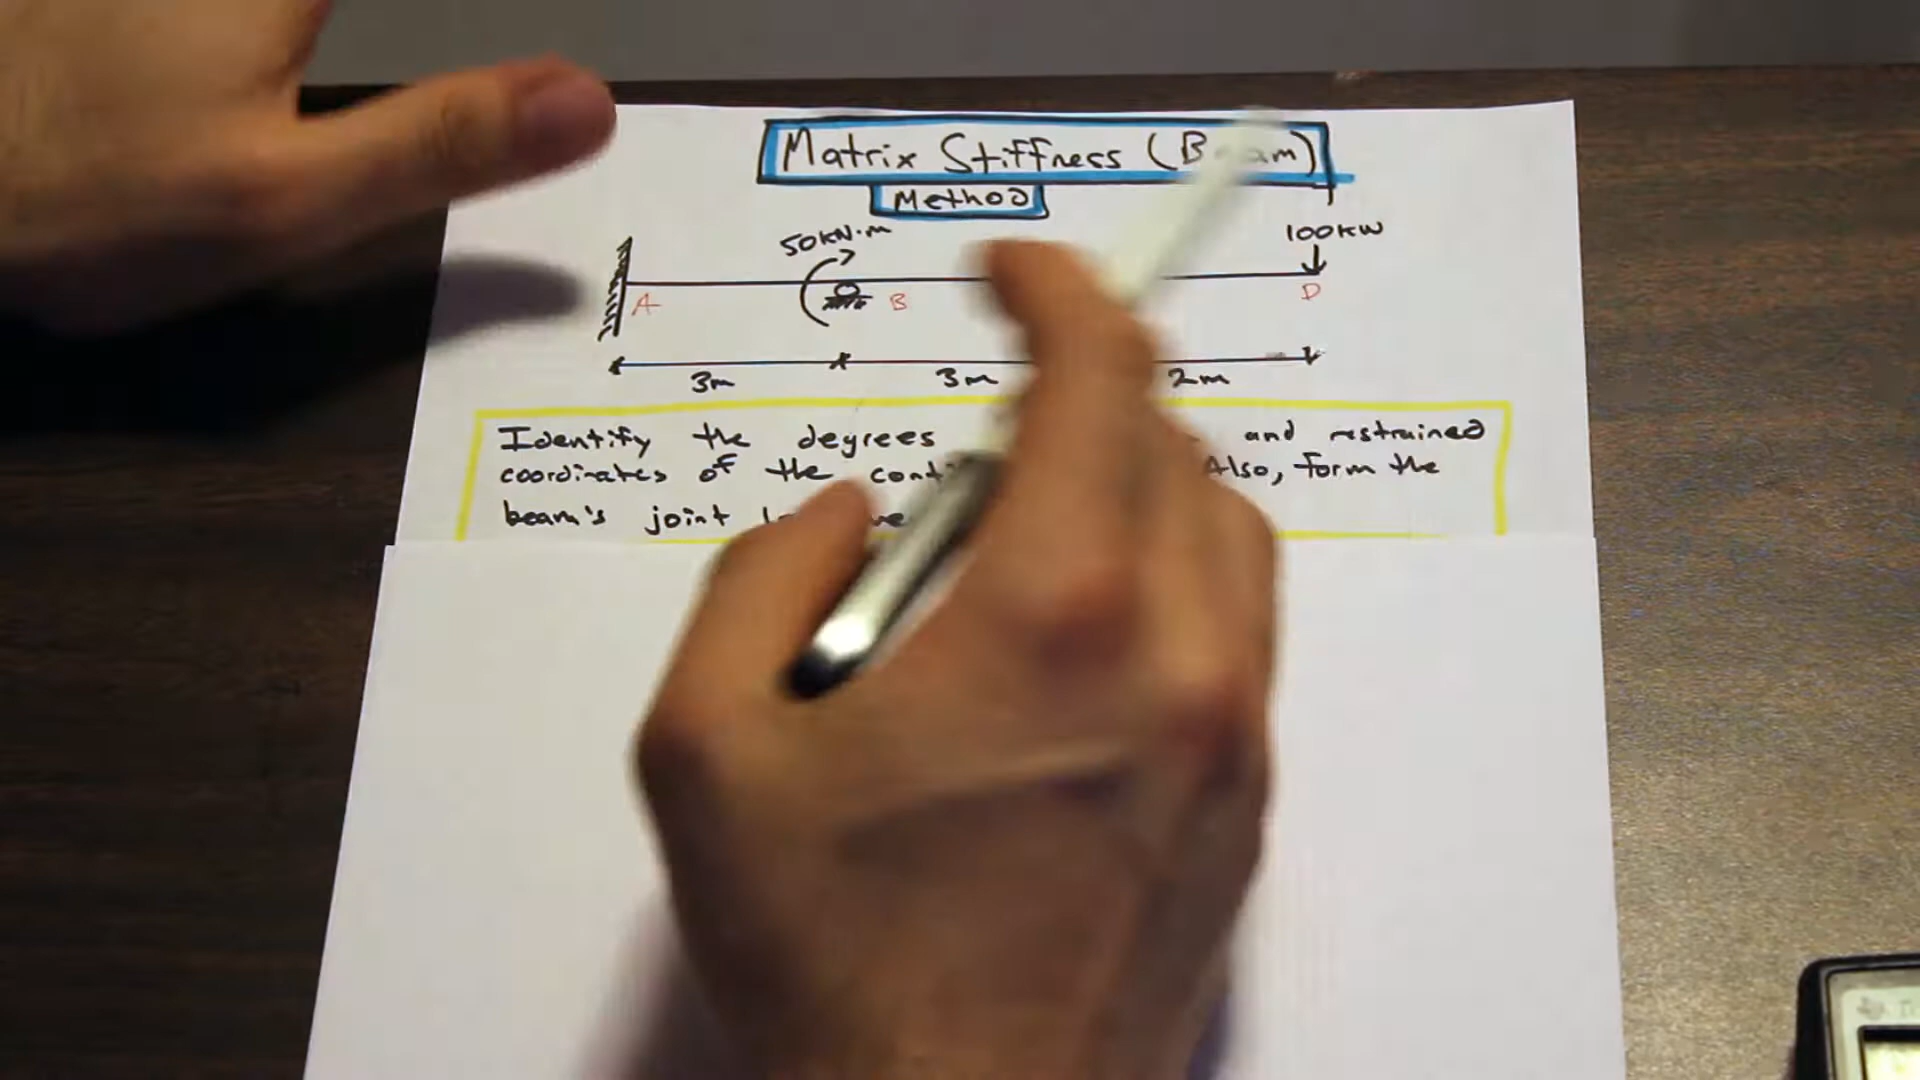 Matrix Stiffness (Beam)
Method
50KN·m
100KN
A
B
D
3m
3m
2m
Identify the degrees and restrained
coordinates of the Also, form the
beam's joint